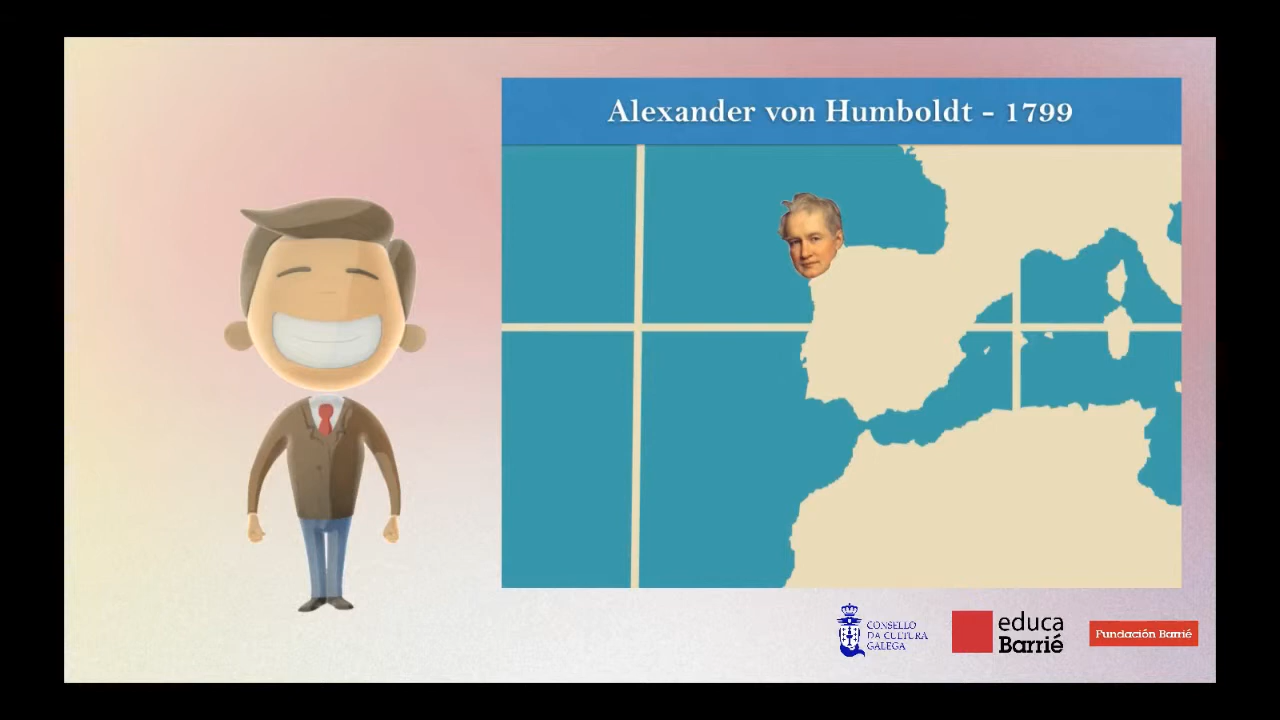 Alexander von Humboldt - 1799
CONSELLO
DA CULTURA
GALEGA
educa
Barrié
Fundación Barrié